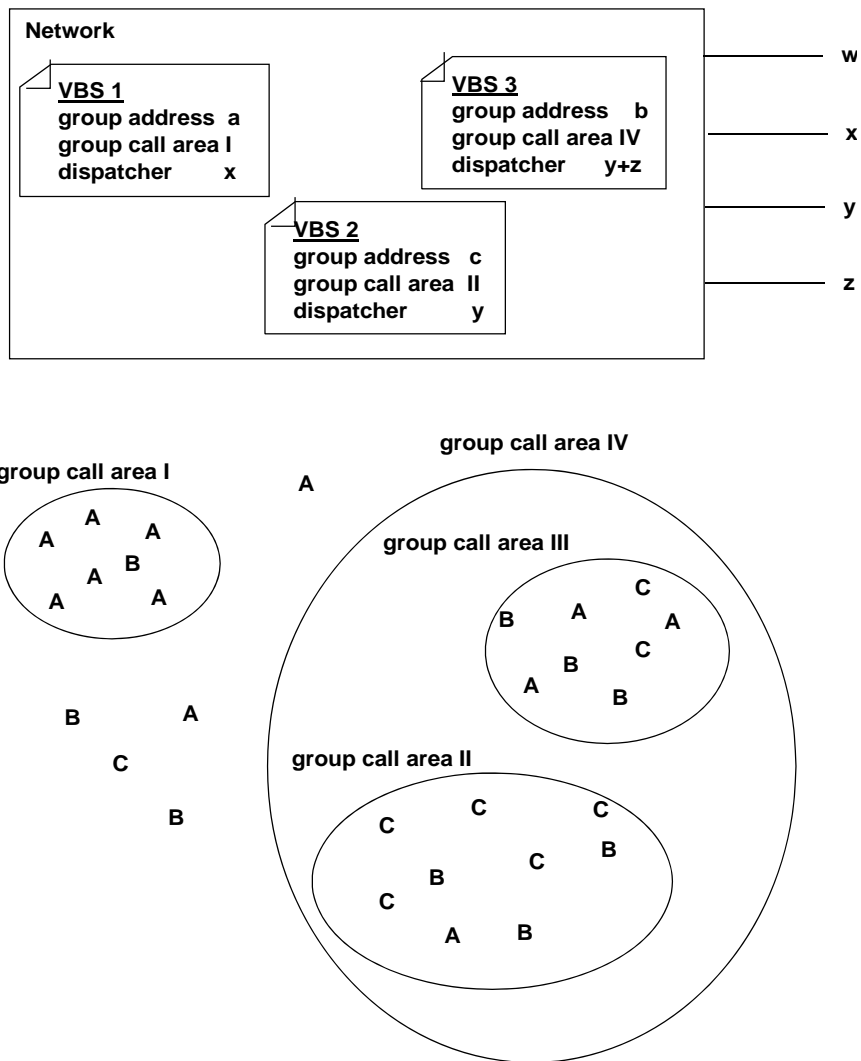 Network
w
VBS 1
group address a
group call area I
dispatcher x
VBS 3
group address b
group call area IV
dispatcher y+z
x
y
VBS 2
group address c
group call area II
dispatcher y
z
group call area IV
group call area I
A
A
A A
B
A
A A
group call area III
C
B A A
C
B
A B
B A
C
B
group call area II
C C C
C B
B
C
A B